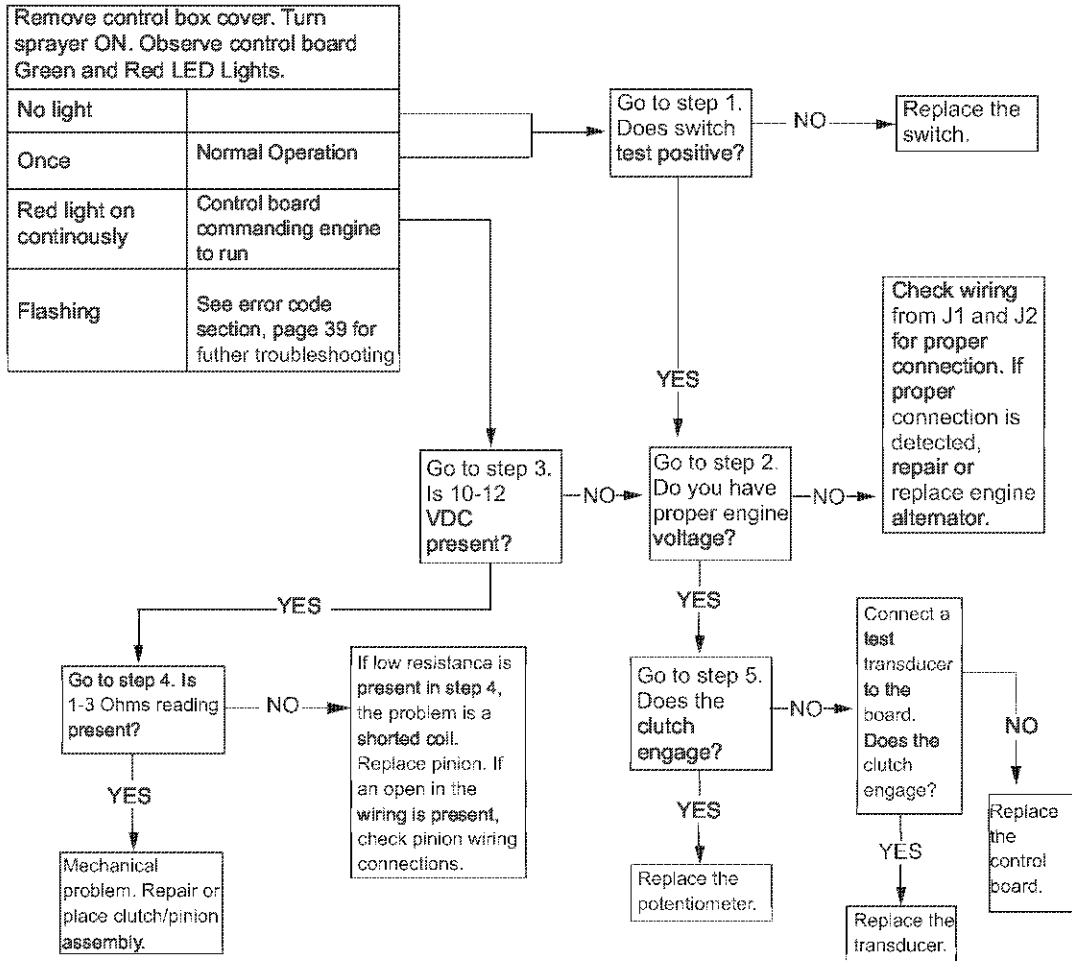 Remove control box cover. Turn
sprayer ON. Observe control board
Green and Red LED Lights.
No light
Once
Normal Operation
Red light on
continously
Control board
commanding engine
to run
Flashing
See error code
section, page 39 for
futher troubleshooting
Go to step 1.
Does switch
test positive?
NO
Replace the
switch.
YES
Go to step 3.
Is 10-12
VDC
present?
NO
Go to step 2.
Do you have
proper engine
voltage?
NO
Check wiring
from J1 and J2
for proper
connection. If
proper
connection is
detected,
repair or
replace engine
alternator.
YES
YES
Go to step 4. Is
1-3 Ohms reading
present?
NO
If low resistance is
present in step 4,
the problem is a
shorted coil.
Replace pinion. If
an open in the
wiring is present,
check pinion wiring
connections.
Go to step 5.
Does the
clutch
engage?
NO
Connect a
test
transducer
to the
board.
Does the
clutch
engage?
NO
YES
YES
YES
Mechanical
problem. Repair or
place clutch/pinion
assembly.
Replace the
potentiometer.
Replace the
transducer.
Replace
the
control
board.